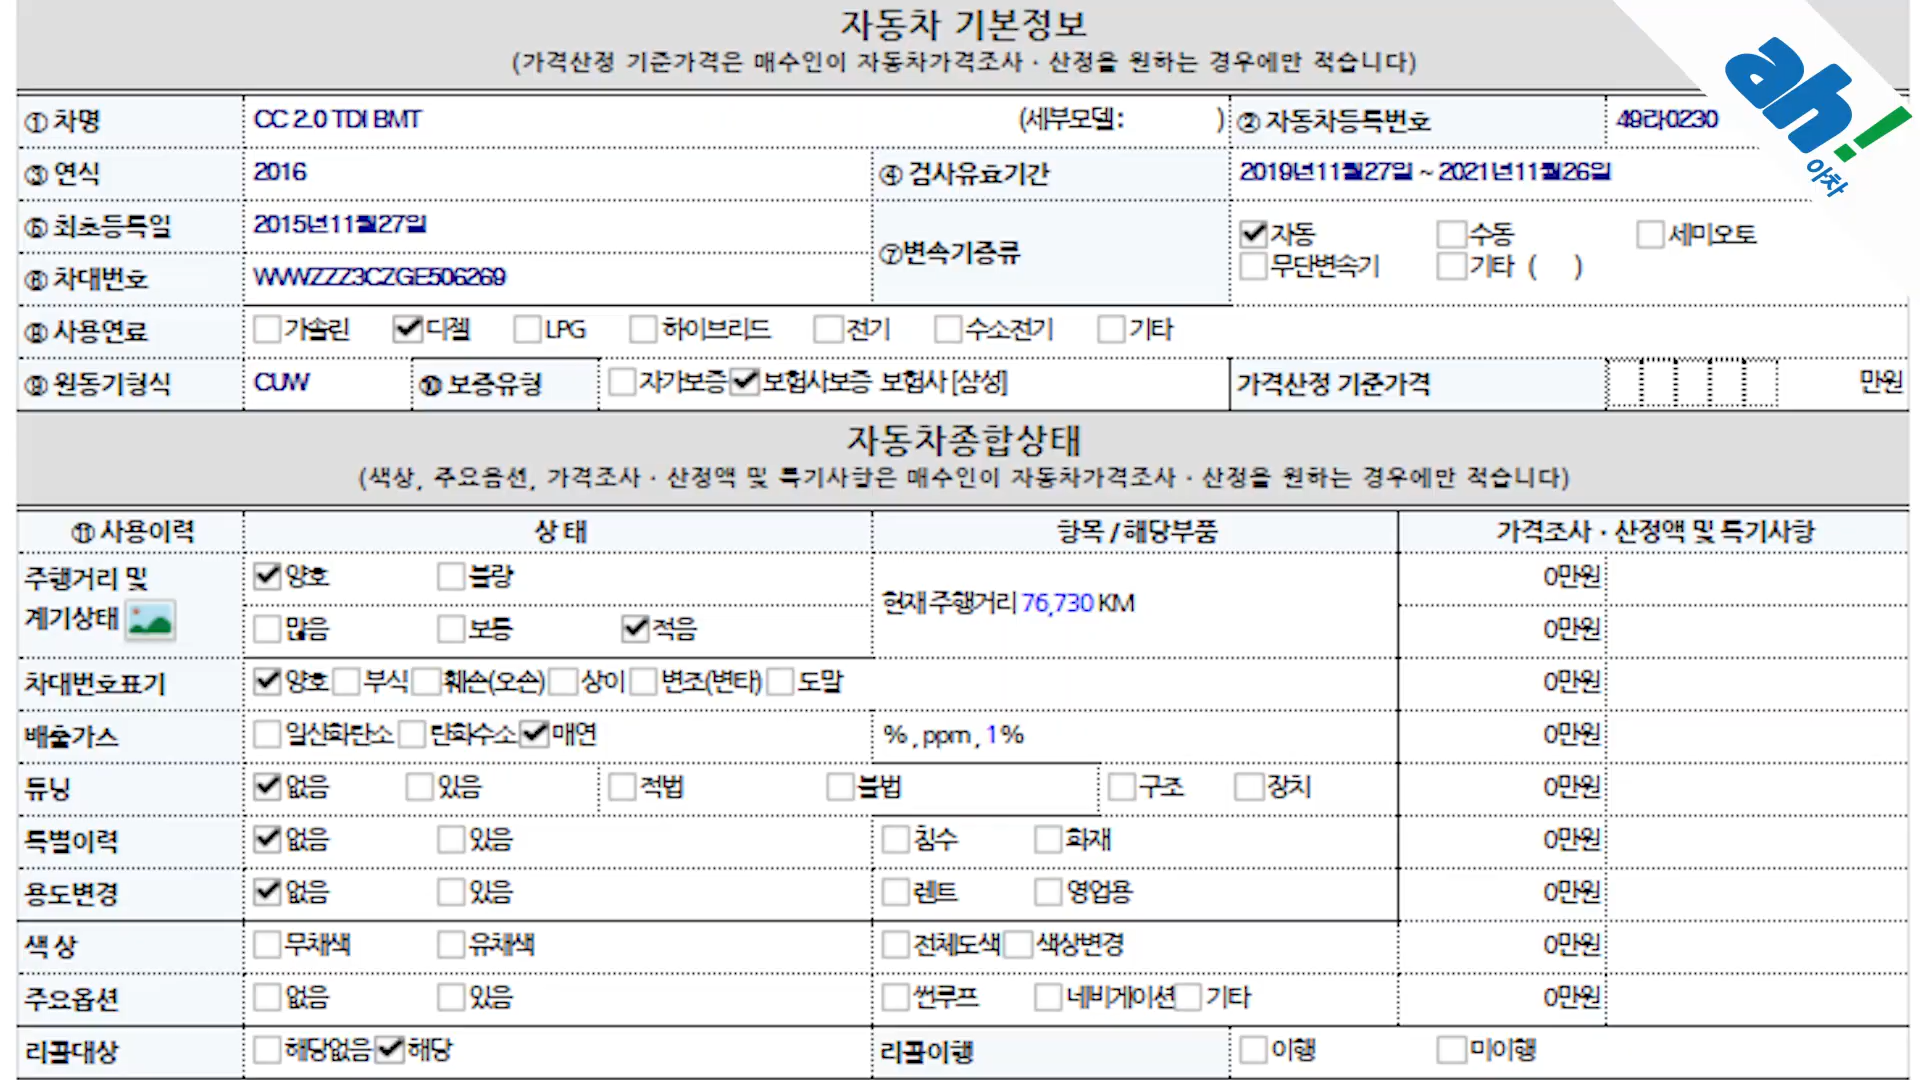 자동차 기본정보
(가격산정 기준가격은 매수인이 자동차가격조사 · 산정을 원하는 경우에만 적습니다)
ah!
아차
① 차명 CC 2.0 TDI BMT (세부모델 : ) ② 자동차등록번호 49라0230
③ 연식 2016 ④ 검사유효기간 2019년11월27일 ~ 2021년11월26일
⑤ 최초등록일 2015년11월27일 ⑦변속기종류 자동 수동 세미오토
⑥ 차대번호 WVWZZZ3CZGE506269 무단변속기 기타 ( )
⑧ 사용연료 가솔린 디젤 LPG 하이브리드 전기 수소전기 기타
⑨ 원동기형식 CUW ⑩ 보증유형 자가보증 보험사보증 보험사 [삼성] 가격산정 기준가격 만원
자동차종합상태
(색상, 주요옵션, 가격조사 · 산정액 및 특기사항은 매수인이 자동차가격조사 · 산정을 원하는 경우에만 적습니다)
⑪ 사용이력 상 태 항목 / 해당부품 가격조사 · 산정액 및 특기사항
주행거리 및 양호 불량 현재 주행거리 76,730 KM 0만원
계기상태 많음 보통 적음 0만원
차대번호표기 양호 부식 훼손(오손) 상이 변조(변타) 도말 0만원
배출가스 일산화탄소 탄화수소 매연 % , ppm , 1 % 0만원
튜닝 없음 있음 적법 불법 구조 장치 0만원
특별이력 없음 있음 침수 화재 0만원
용도변경 없음 있음 렌트 영업용 0만원
색 상 무채색 유채색 전체도색 색상변경 0만원
주요옵션 없음 있음 썬루프 네비게이션 기타 0만원
리콜대상 해당없음 해당 리콜이행 이행 미이행